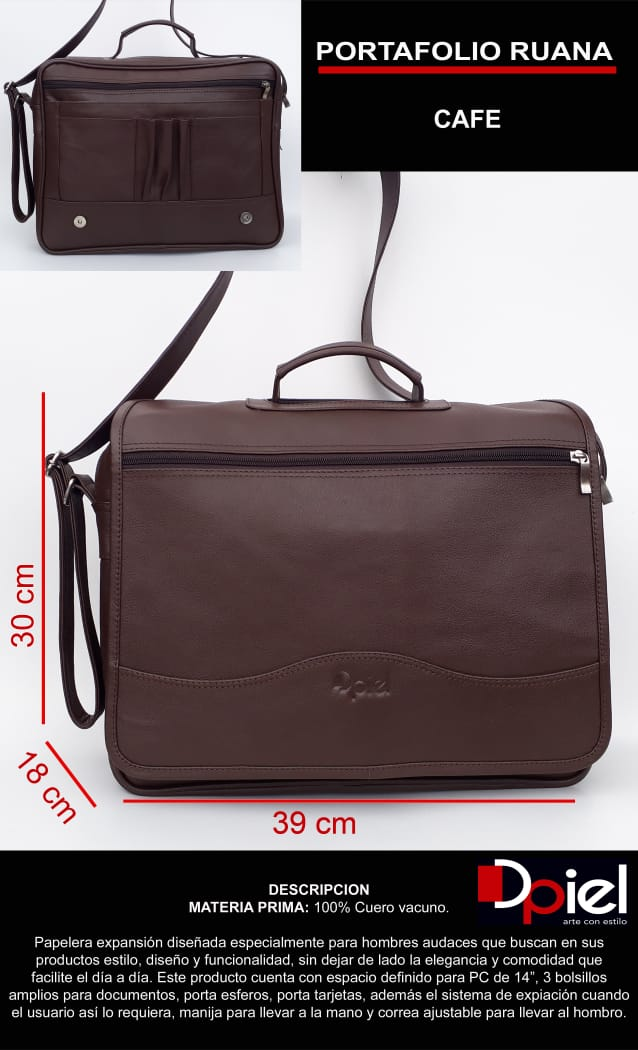 PORTAFOLIO RUANA
CAFE
30 cm
Dpiel
18 cm
39 cm
Dpiel
arte con estilo
DESCRIPCION
MATERIA PRIMA: 100% Cuero vacuno.
Papelera expansión diseñada especialmente para hombres audaces que buscan en sus
productos estilo, diseño y funcionalidad, sin dejar de lado la elegancia y comodidad que
facilite el día a día. Este producto cuenta con espacio definido para PC de 14”, 3 bolsillos
amplios para documentos, porta esferos, porta tarjetas, además el sistema de expiación cuando
el usuario así lo requiera, manija para llevar a la mano y correa ajustable para llevar al hombro.